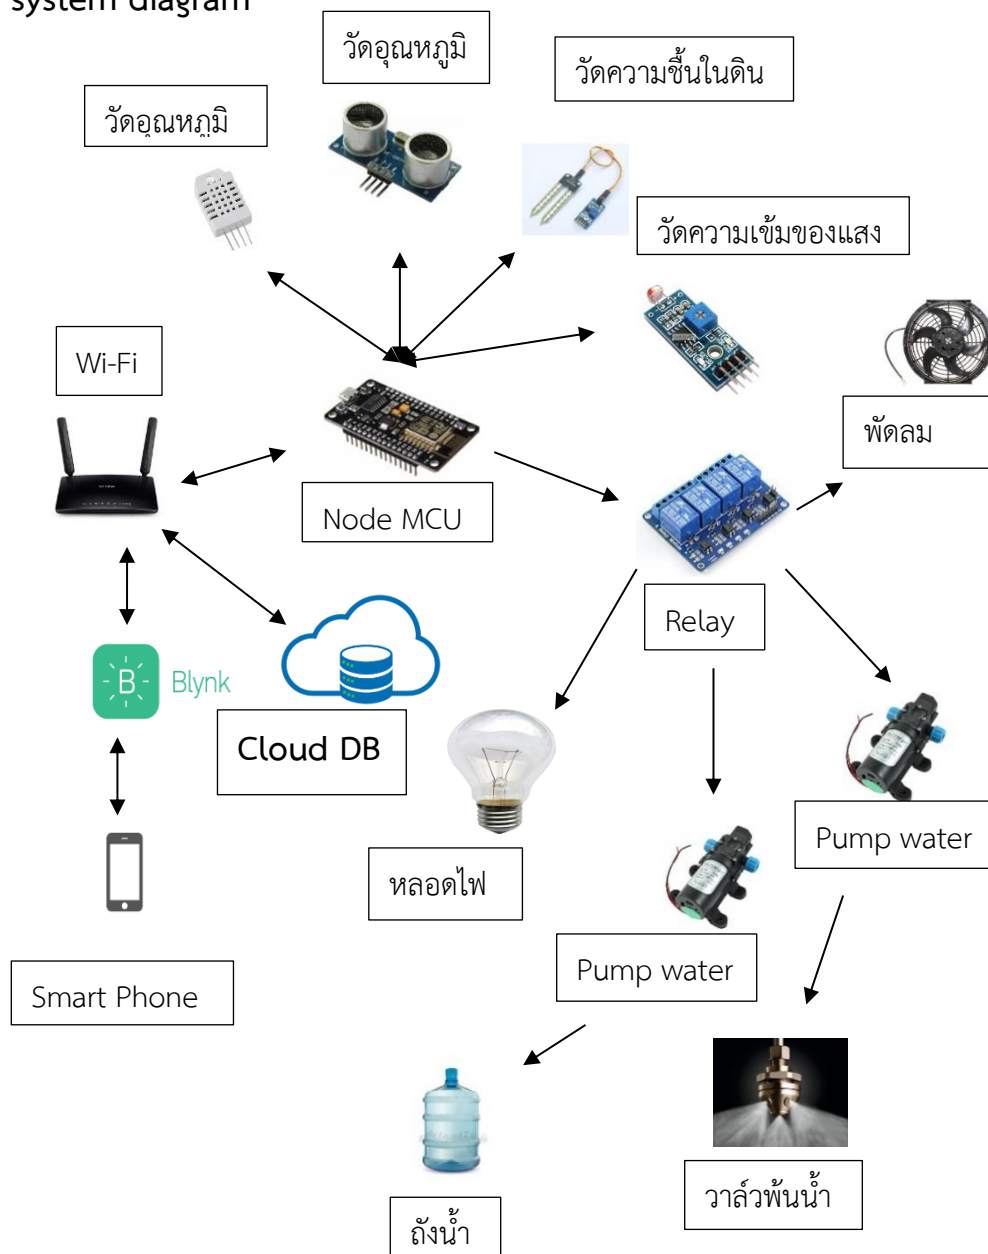 system diagram
วัดอุณหภูมิ
วัดความชื้นในดิน
วัดอุณหภูมิ
วัดความเข้มของแสง
Wi-Fi
พัดลม
Node MCU
Relay
B
Blynk
Cloud DB
Pump water
หลอดไฟ
Pump water
Smart Phone
วาล์วพ้นน้ำ
ถังน้ำ